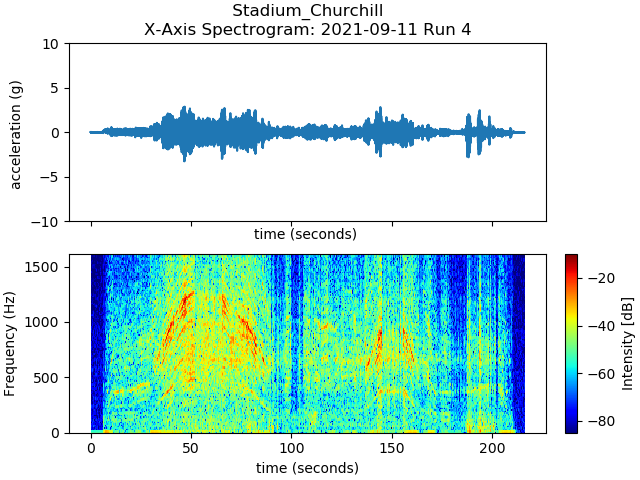 Stadium_Churchill
X-Axis Spectrogram: 2021-09-11 Run 4
10
5
0
−5
−10
acceleration (g)
time (seconds)
1500
1000
500
0
Frequency (Hz)
0
50
100
150
200
time (seconds)
−20
−40
−60
−80
Intensity [dB]